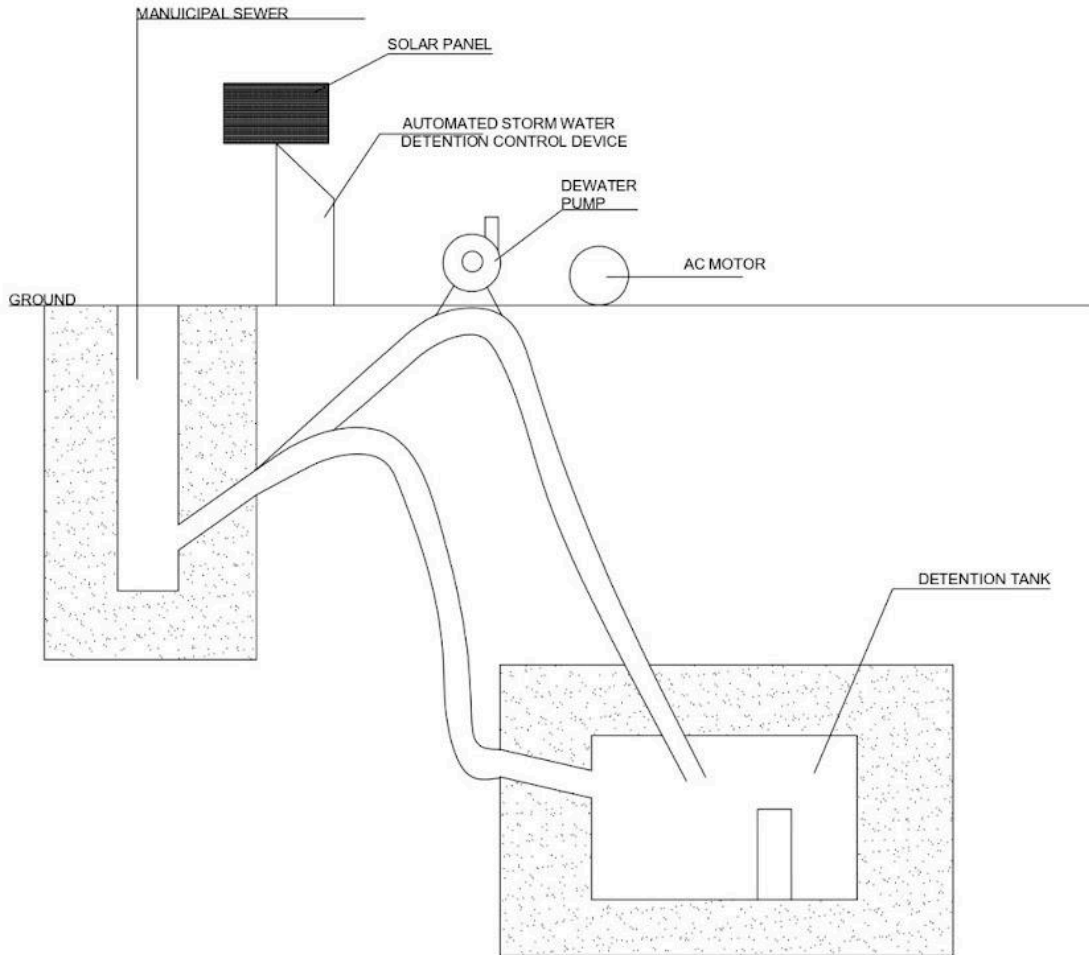 MANUICIPAL SEWER
SOLAR PANEL
AUTOMATED STORM WATER
DETENTION CONTROL DEVICE
DEWATER
PUMP
AC MOTOR
GROUND
DETENTION TANK